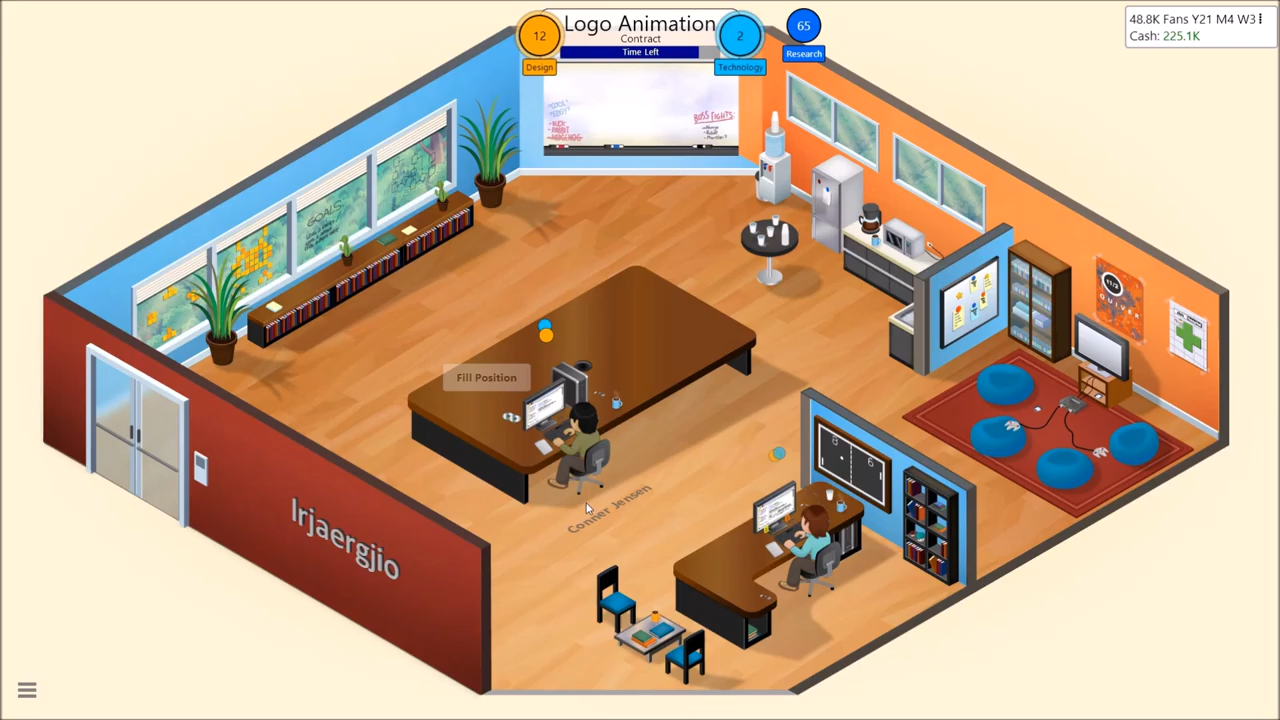 Logo Animation
Contract
Time Left
12
Design
2
Technology
65
Research
48.8K Fans Y21 M4 W3
Cash: 225.1K
BOSS FIGHTS:
GOALS
QUIVER
Fill Position
Conner Jensen
Irjaergjio